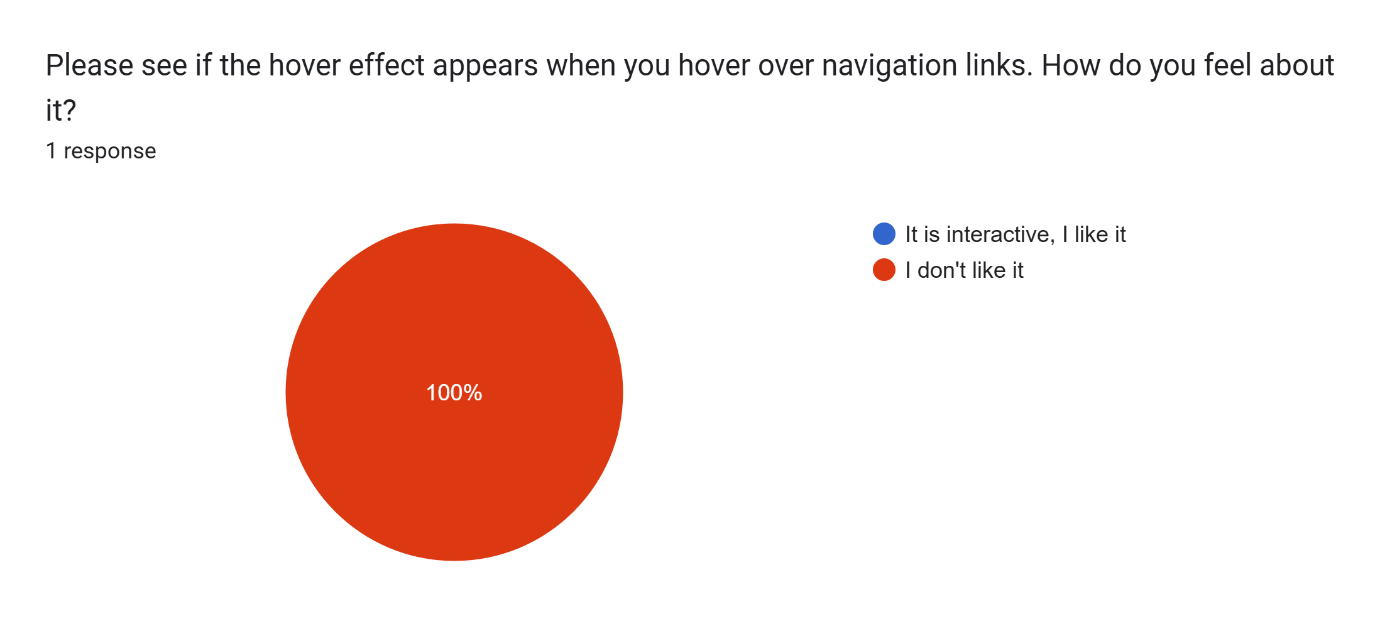 Please see if the hover effect appears when you hover over navigation links. How do you feel about
it?
1 response
It is interactive, I like it
I don't like it
100%